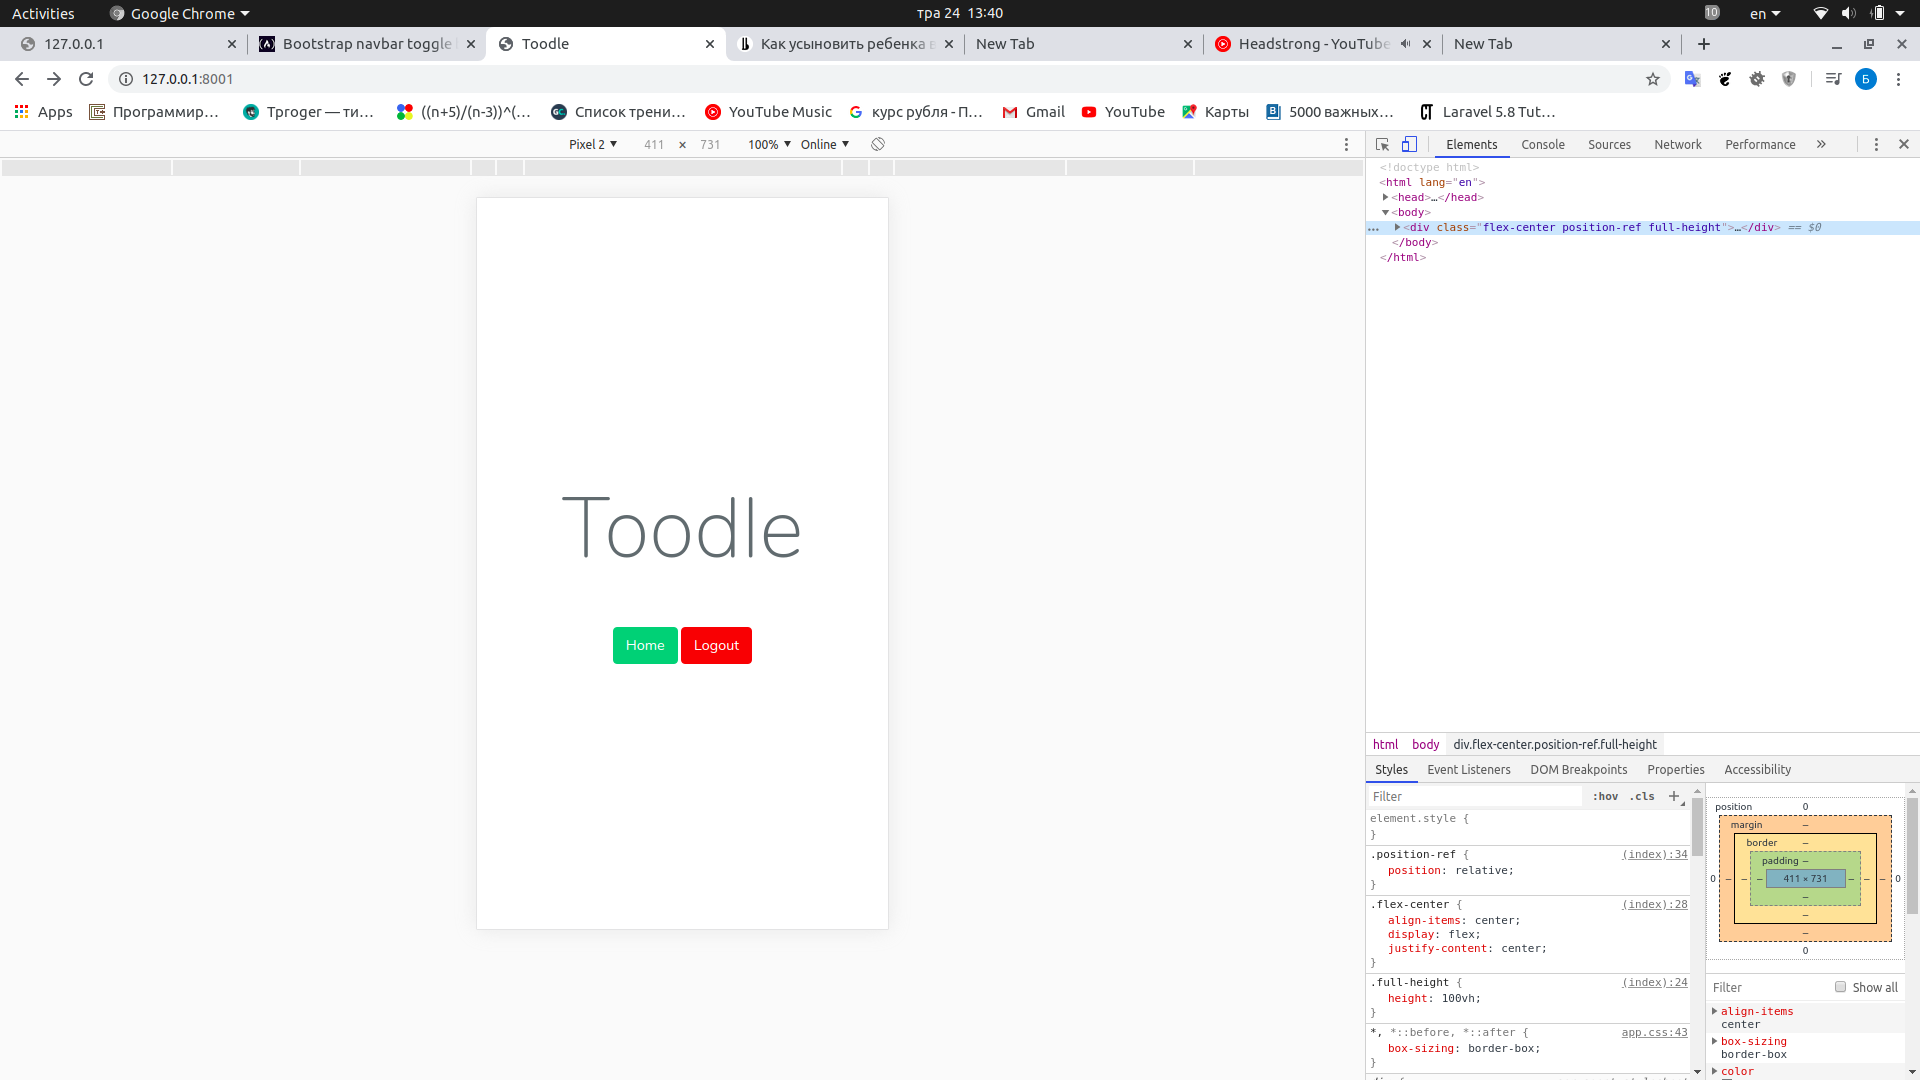 Activities Google Chrome тра 24 13:40 10 en
127.0.0.1 Bootstrap navbar toggle Toodle Как усыновить ребенка в New Tab Headstrong - YouTube New Tab
127.0.0.1:8001 Б
Apps Программир… Tproger — ти… ((n+5)/(n-3))^(… Список трени… YouTube Music курс рубля - П… Gmail YouTube Карты 5000 важных… Laravel 5.8 Tut…
Pixel 2 411 × 731 100% Online
Elements Console Sources Network Performance »
<!doctype html>
<html lang="en">
<head>…</head>
<body>
… <div class="flex-center position-ref full-height">…</div> == $0
</body>
</html>
Toodle
Home Logout
html body div.flex-center.position-ref.full-height
Styles Event Listeners DOM Breakpoints Properties Accessibility
Filter :hov .cls +
element.style {
}
.position-ref { (index):34
position: relative;
}
.flex-center { (index):28
align-items: center;
display: flex;
justify-content: center;
}
.full-height { (index):24
height: 100vh;
}
*, *::before, *::after { app.css:43
box-sizing: border-box;
}
position 0
margin –
border –
padding –
0 – – – 411 × 731 – – – 0
–
–
–
0
Filter Show all
align-items
center
box-sizing
border-box
color